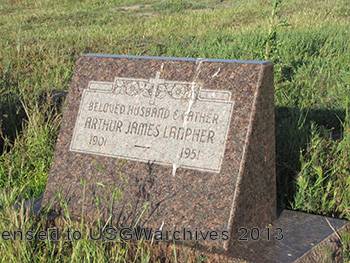 BELOVED HUSBAND & FATHER
ARTHUR JAMES LANPHER
1901 — 1951
ensed to USGWarchives 2013